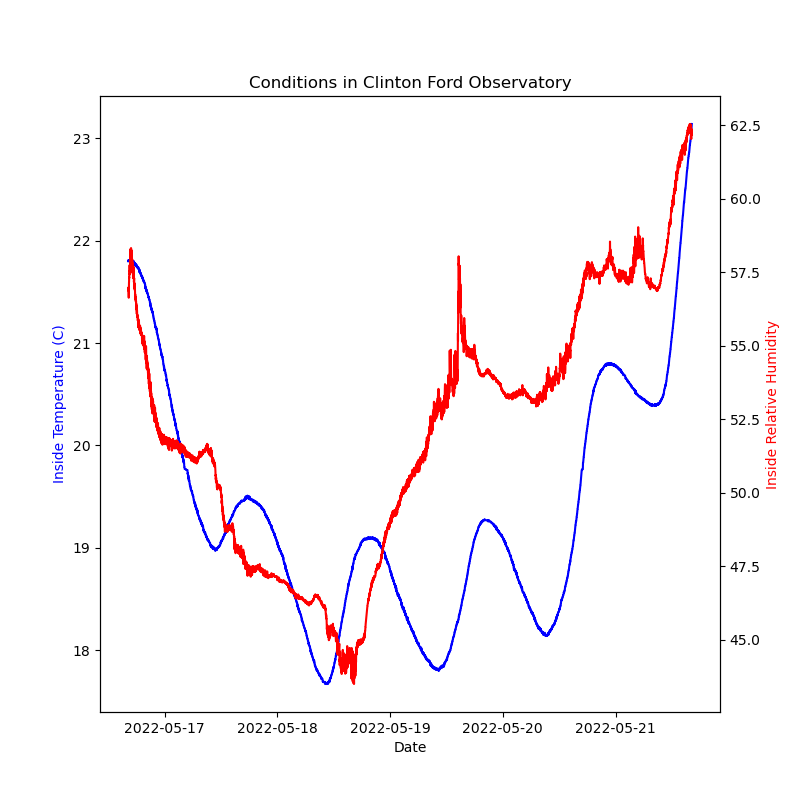 Conditions in Clinton Ford Observatory
Inside Temperature (C)
23
22
21
20
19
18
62.5
60.0
57.5
55.0
52.5
50.0
47.5
45.0
Inside Relative Humidity
2022-05-17 2022-05-18 2022-05-19 2022-05-20 2022-05-21
Date